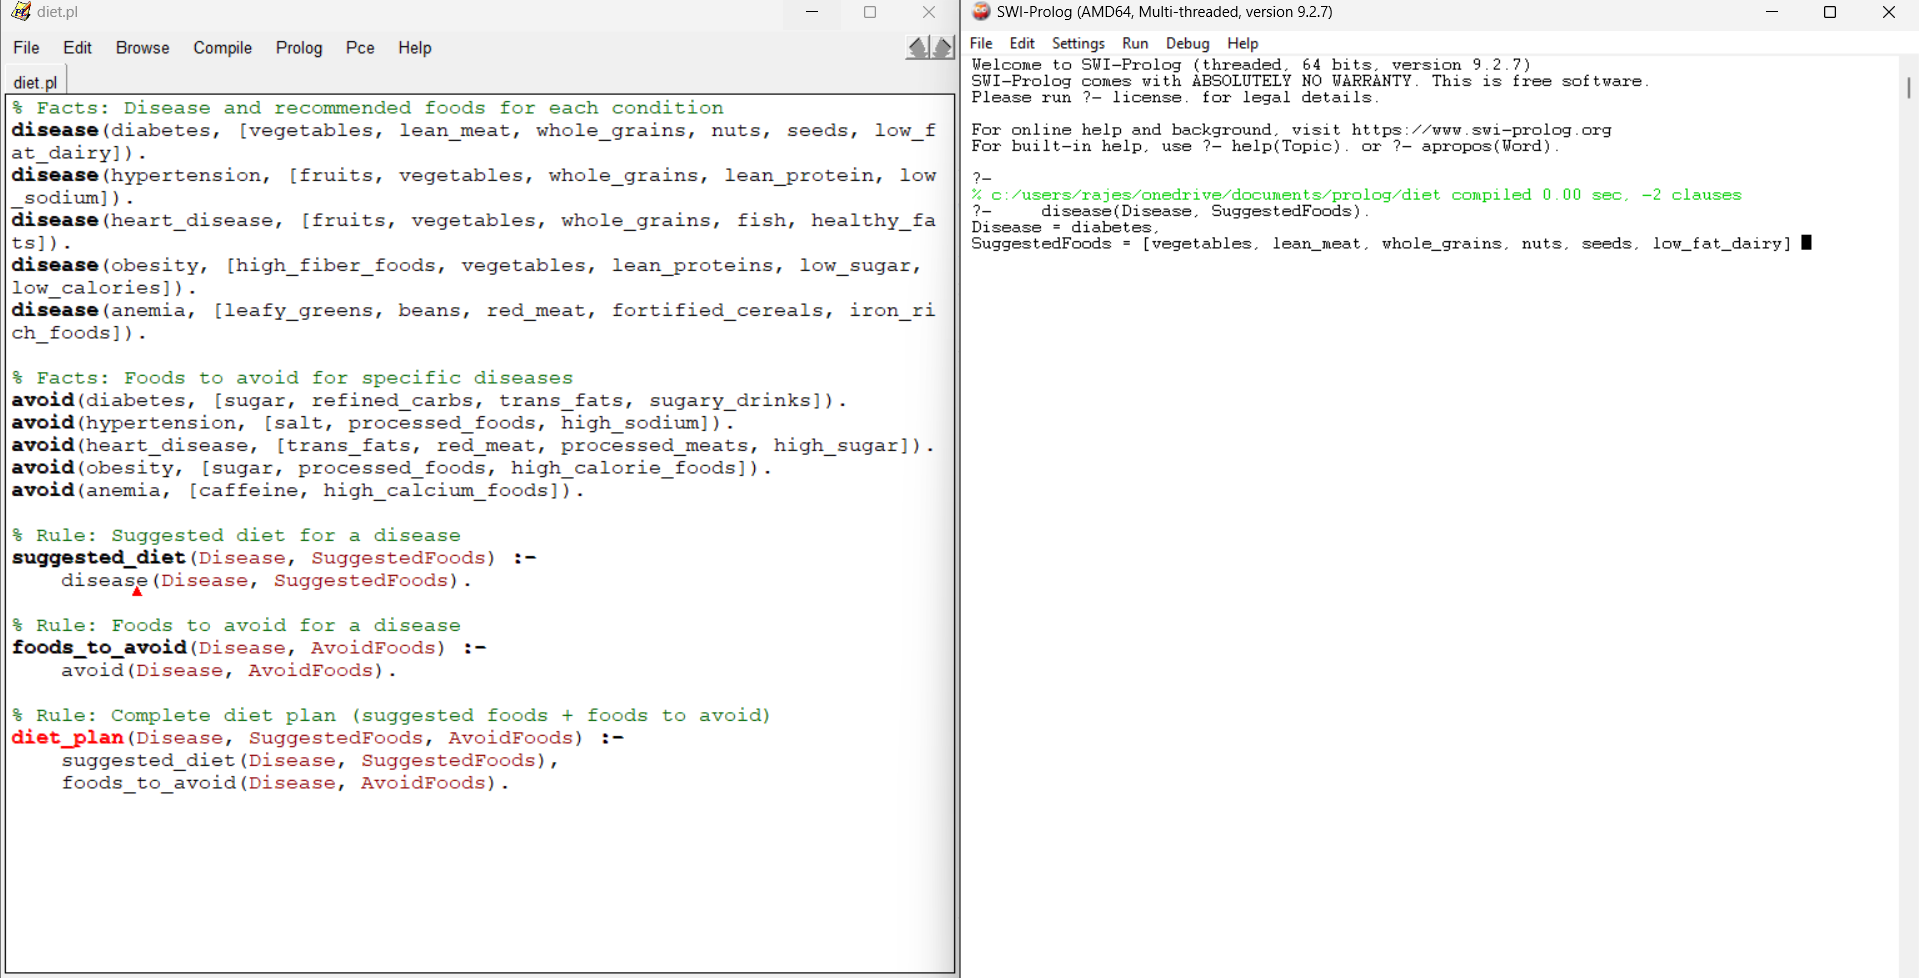 diet.pl
File Edit Browse Compile Prolog Pce Help
diet.pl
% Facts: Disease and recommended foods for each condition
disease(diabetes, [vegetables, lean_meat, whole_grains, nuts, seeds, low_f
at_dairy]).
disease(hypertension, [fruits, vegetables, whole_grains, lean_protein, low
_sodium]).
disease(heart_disease, [fruits, vegetables, whole_grains, fish, healthy_fa
ts]).
disease(obesity, [high_fiber_foods, vegetables, lean_proteins, low_sugar,
low_calories]).
disease(anemia, [leafy_greens, beans, red_meat, fortified_cereals, iron_ri
ch_foods]).
% Facts: Foods to avoid for specific diseases
avoid(diabetes, [sugar, refined_carbs, trans_fats, sugary_drinks]).
avoid(hypertension, [salt, processed_foods, high_sodium]).
avoid(heart_disease, [trans_fats, red_meat, processed_meats, high_sugar]).
avoid(obesity, [sugar, processed_foods, high_calorie_foods]).
avoid(anemia, [caffeine, high_calcium_foods]).
% Rule: Suggested diet for a disease
suggested_diet(Disease, SuggestedFoods) :-
    disease(Disease, SuggestedFoods).
% Rule: Foods to avoid for a disease
foods_to_avoid(Disease, AvoidFoods) :-
    avoid(Disease, AvoidFoods).
% Rule: Complete diet plan (suggested foods + foods to avoid)
diet_plan(Disease, SuggestedFoods, AvoidFoods) :-
    suggested_diet(Disease, SuggestedFoods),
    foods_to_avoid(Disease, AvoidFoods).
SWI-Prolog (AMD64, Multi-threaded, version 9.2.7)
File Edit Settings Run Debug Help
Welcome to SWI-Prolog (threaded, 64 bits, version 9.2.7)
SWI-Prolog comes with ABSOLUTELY NO WARRANTY. This is free software.
Please run ?- license. for legal details.
For online help and background, visit https://www.swi-prolog.org
For built-in help, use ?- help(Topic). or ?- apropos(Word).
?-
% c:/users/rajes/onedrive/documents/prolog/diet compiled 0.00 sec, -2 clauses
?-     disease(Disease, SuggestedFoods).
Disease = diabetes,
SuggestedFoods = [vegetables, lean_meat, whole_grains, nuts, seeds, low_fat_dairy]